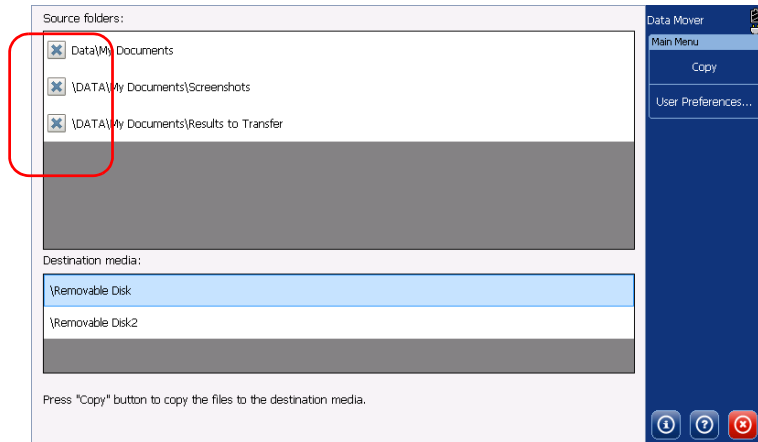 Source folders:
Data\My Documents
\DATA\My Documents\Screenshots
\DATA\My Documents\Results to Transfer
Destination media:
\Removable Disk
\Removable Disk2
Press "Copy" button to copy the files to the destination media.
Data Mover
Main Menu
Copy
User Preferences...